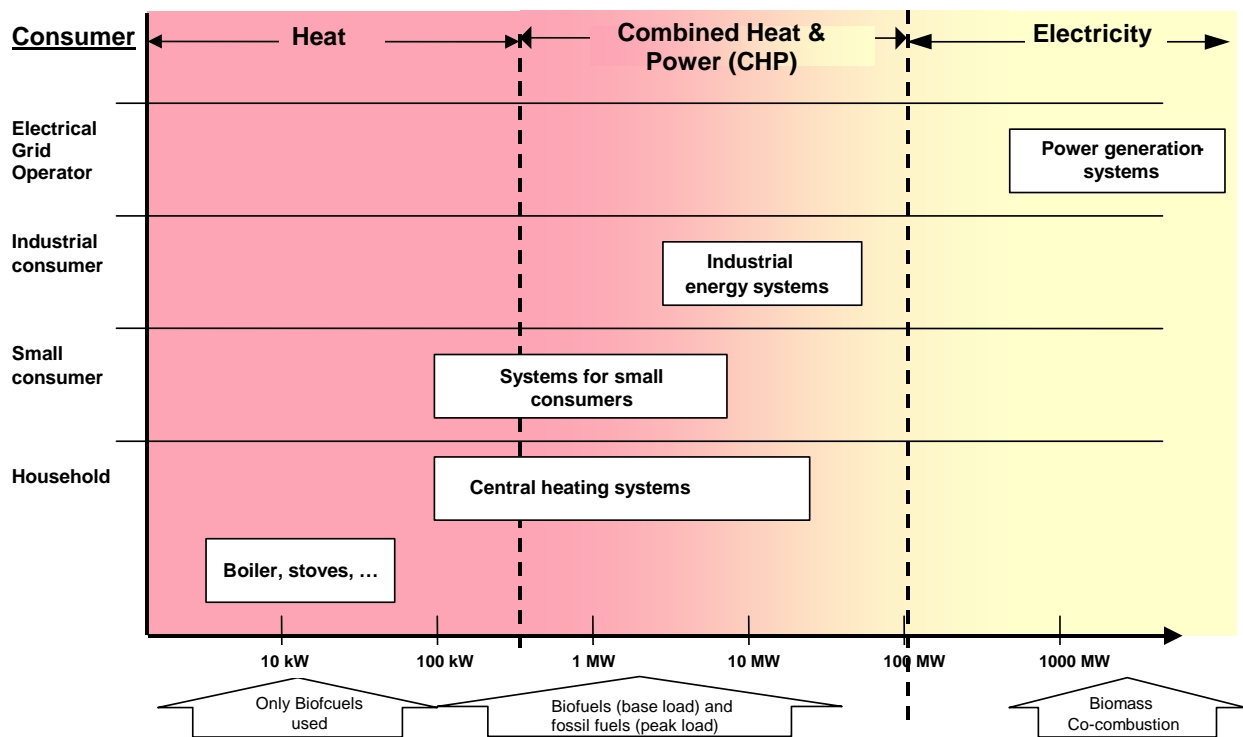 Consumer
Heat
Combined Heat &
Power (CHP)
Electricity
Electrical
Grid
Operator
Power generation-
systems
Industrial
consumer
Industrial
energy systems
Small
consumer
Systems for small
consumers
Household
Central heating systems
Boiler, stoves, …
10 kW
100 kW
1 MW
10 MW
100 MW
1000 MW
Only Biofcuels
used
Biofuels (base load) and
fossil fuels (peak load)
Biomass
Co-combustion